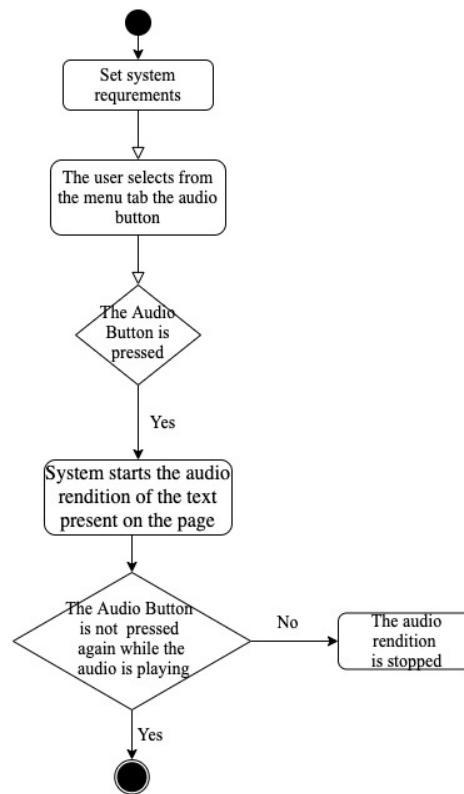 Set system
requrements
The user selects from
the menu tab the audio
button
The Audio
Button is
pressed
Yes
System starts the audio
rendition of the text
present on the page
The Audio Button
is not pressed
again while the
audio is playing
No
The audio
rendition
is stopped
Yes